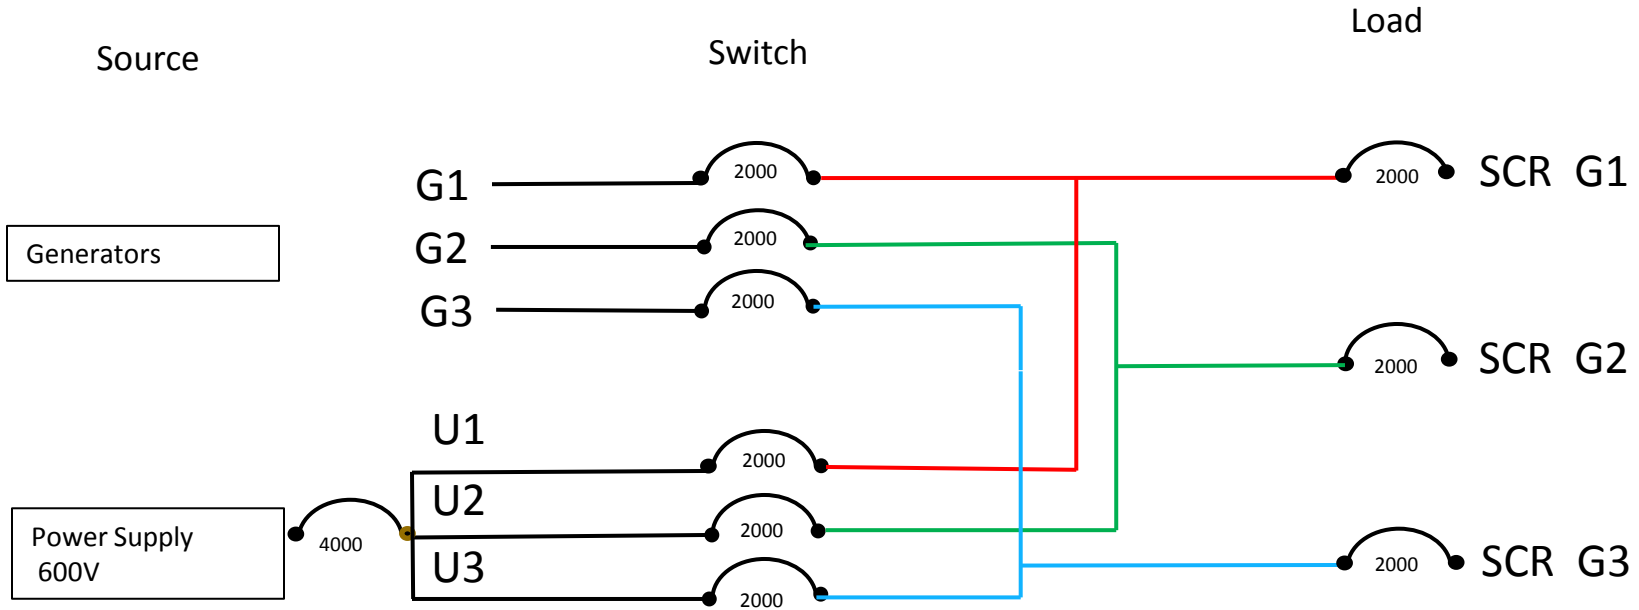 Source
Switch
Load
G1
2000
2000
SCR G1
Generators
G2
2000
G3
2000
2000
SCR G2
U1
2000
U2
Power Supply
600V
4000
2000
U3
2000
2000
SCR G3